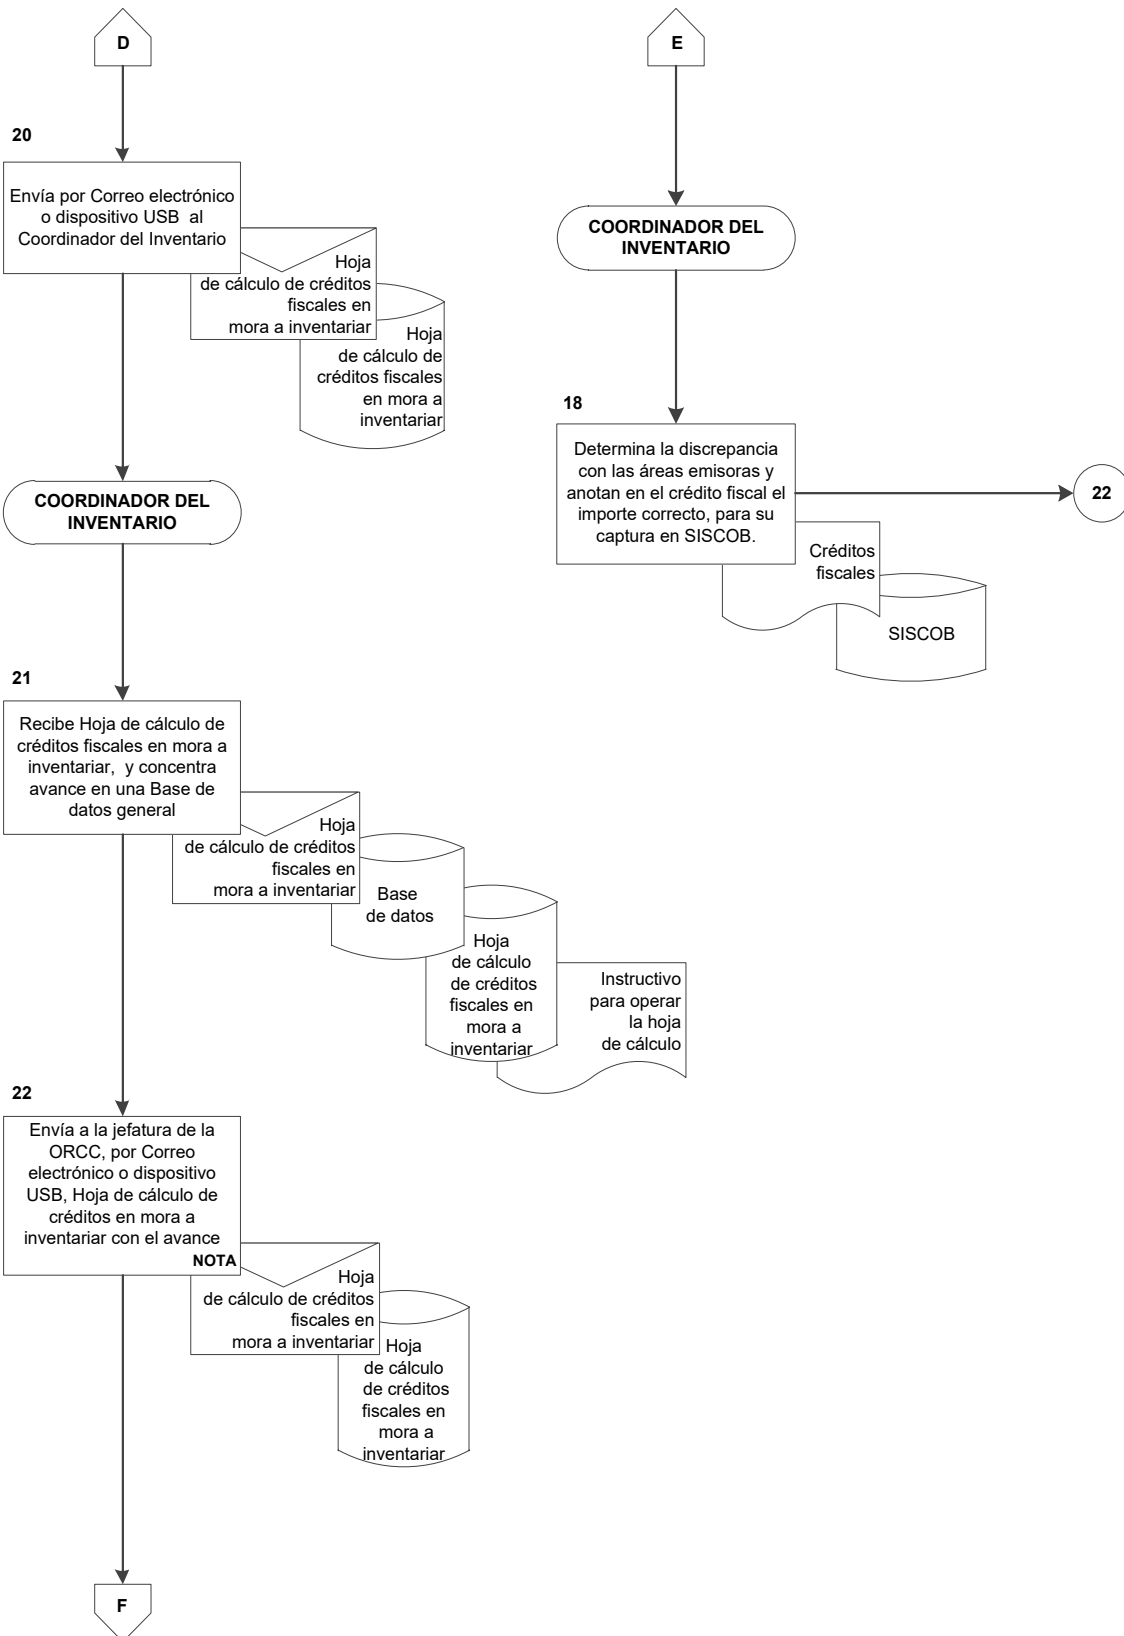 D
20
Envía por Correo electrónico
o dispositivo USB al
Coordinador del Inventario
Hoja
de cálculo de créditos
fiscales en
mora a inventariar
Hoja
de cálculo de
créditos fiscales
en mora a
inventariar
COORDINADOR DEL
INVENTARIO
21
Recibe Hoja de cálculo de
créditos fiscales en mora a
inventariar, y concentra
avance en una Base de
datos general
Hoja
de cálculo de créditos
fiscales en
mora a inventariar
Base
de datos
Hoja
de cálculo
de créditos
fiscales en
mora a
inventariar
Instructivo
para operar
la hoja
de cálculo
22
Envía a la jefatura de la
ORCC, por Correo
electrónico o dispositivo
USB, Hoja de cálculo de
créditos en mora a
inventariar con el avance
NOTA
Hoja
de cálculo de créditos
fiscales en
mora a inventariar
Hoja
de cálculo
de créditos
fiscales en
mora a
inventariar
F
E
COORDINADOR DEL
INVENTARIO
18
Determina la discrepancia
con las áreas emisoras y
anotan en el crédito fiscal el
importe correcto, para su
captura en SISCOB.
22
Créditos
fiscales
SISCOB